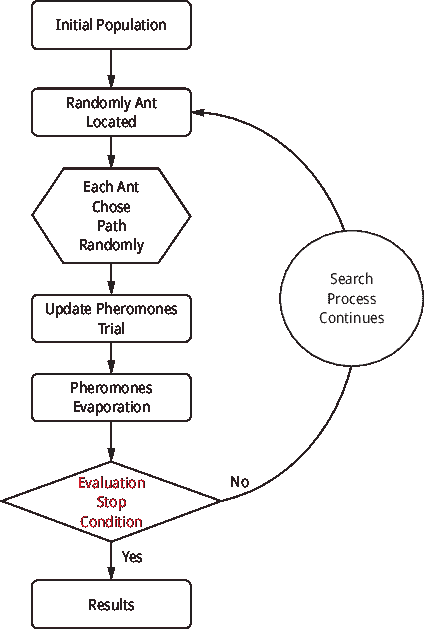 Initial Population
Randomly Ant
Located
Each Ant
Chose
Path
Randomly
Search
Process
Continues
Update Pheromones
Trial
Pheromones
Evaporation
Evaluation
Stop
Condition
No
Yes
Results